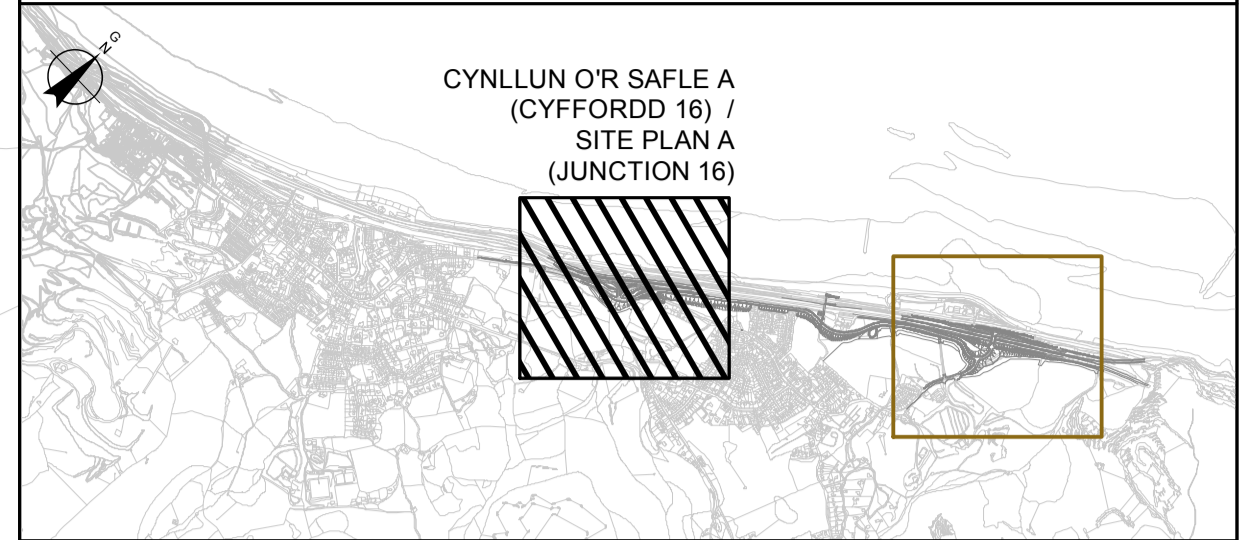 G
N
CYNLLUN O'R SAFLE A
(CYFFORDD 16) /
SITE PLAN A
(JUNCTION 16)